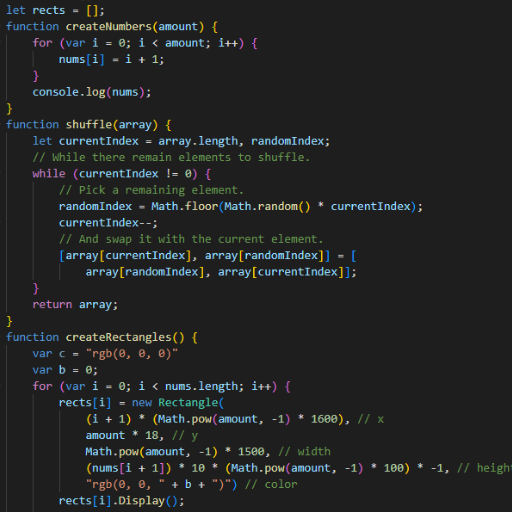 let rects = [];
function createNumbers(amount) {
    for (var i = 0; i < amount; i++) {
        nums[i] = i + 1;
    }
    console.log(nums);
}
function shuffle(array) {
    let currentIndex = array.length, randomIndex;
    // While there remain elements to shuffle.
    while (currentIndex != 0) {
        // Pick a remaining element.
        randomIndex = Math.floor(Math.random() * currentIndex);
        currentIndex--;
        // And swap it with the current element.
        [array[currentIndex], array[randomIndex]] = [
            array[randomIndex], array[currentIndex]];
    }
    return array;
}
function createRectangles() {
    var c = "rgb(0, 0, 0)"
    var b = 0;
    for (var i = 0; i < nums.length; i++) {
        rects[i] = new Rectangle(
            (i + 1) * (Math.pow(amount, -1) * 1600), // x
            amount * 18, // y
            Math.pow(amount, -1) * 1500, // width
            (nums[i + 1]) * 10 * (Math.pow(amount, -1) * 100) * -1, // heigh
            "rgb(0, 0, " + b + ")") // color
        rects[i].Display();